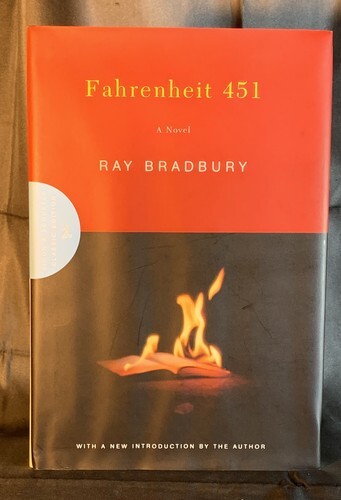 Fahrenheit 451
A Novel
RAY BRADBURY
WITH A NEW INTRODUCTION BY THE AUTHOR